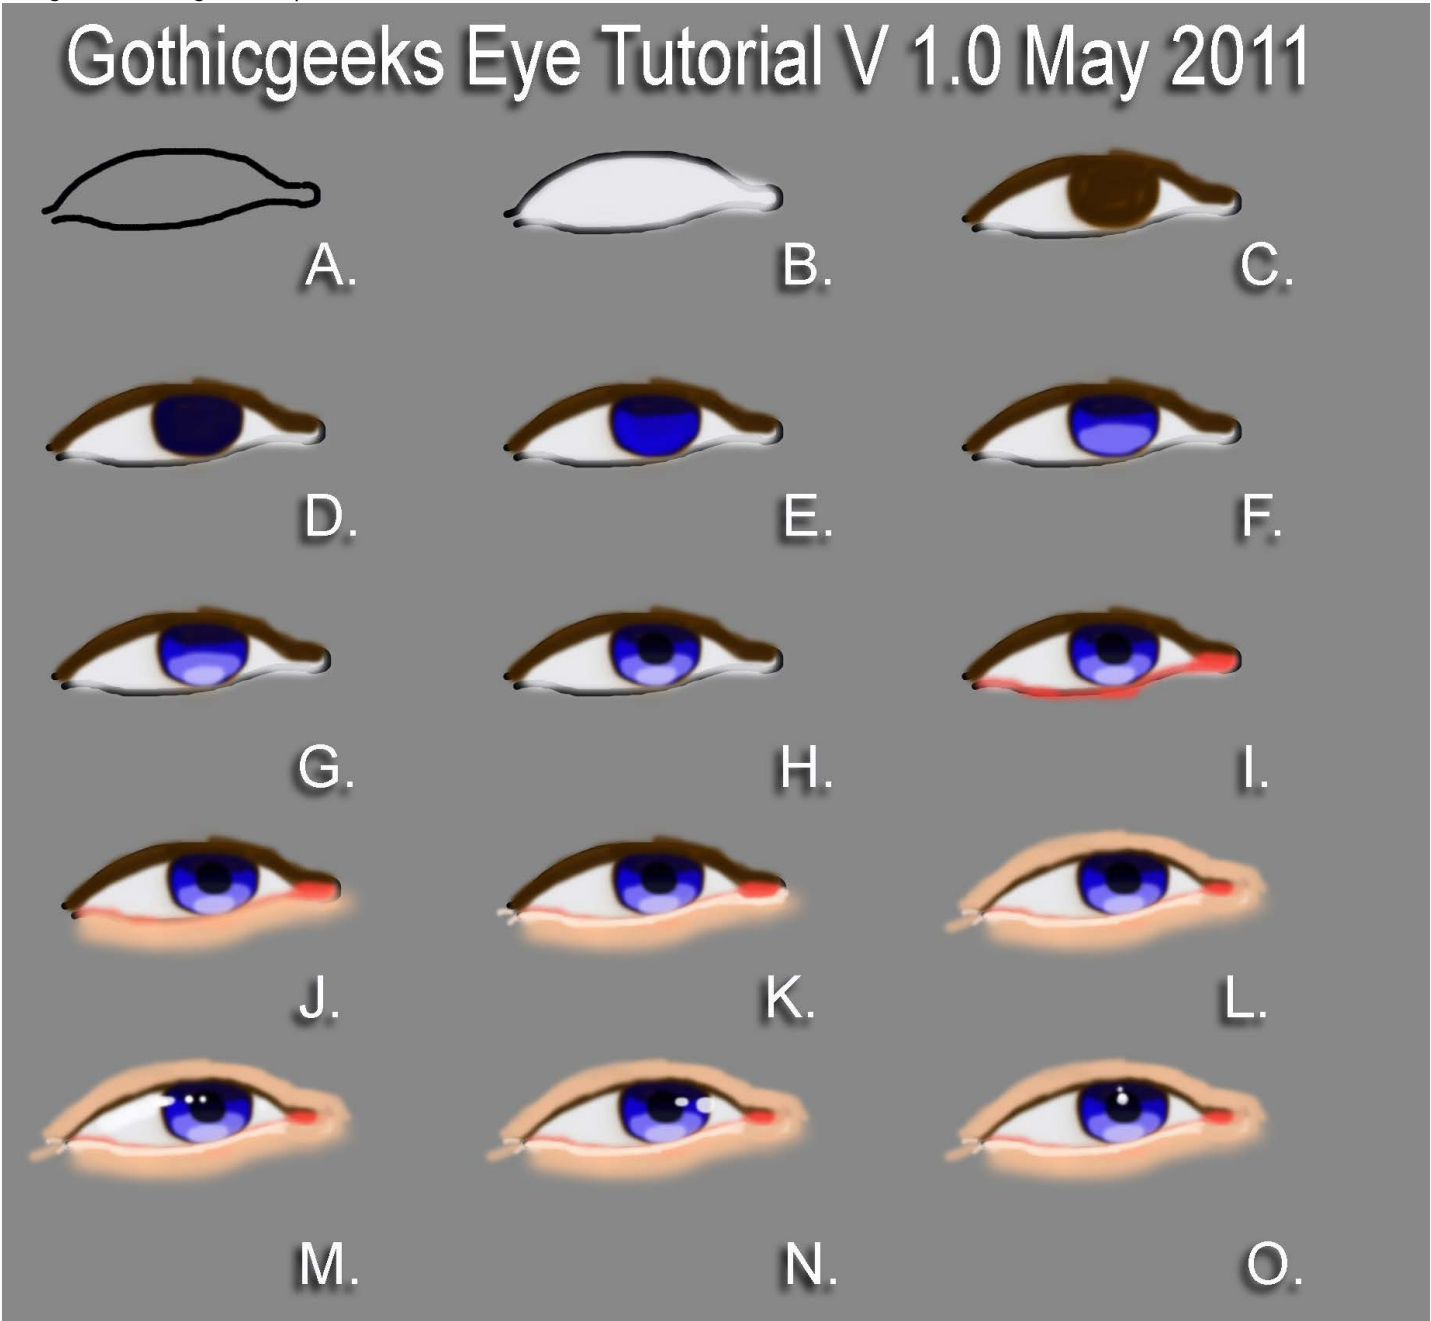 Gothicgeeks Eye Tutorial V 1.0 May 2011
A. B. C.
D. E. F.
G. H. I.
J. K. L.
M. N. O.